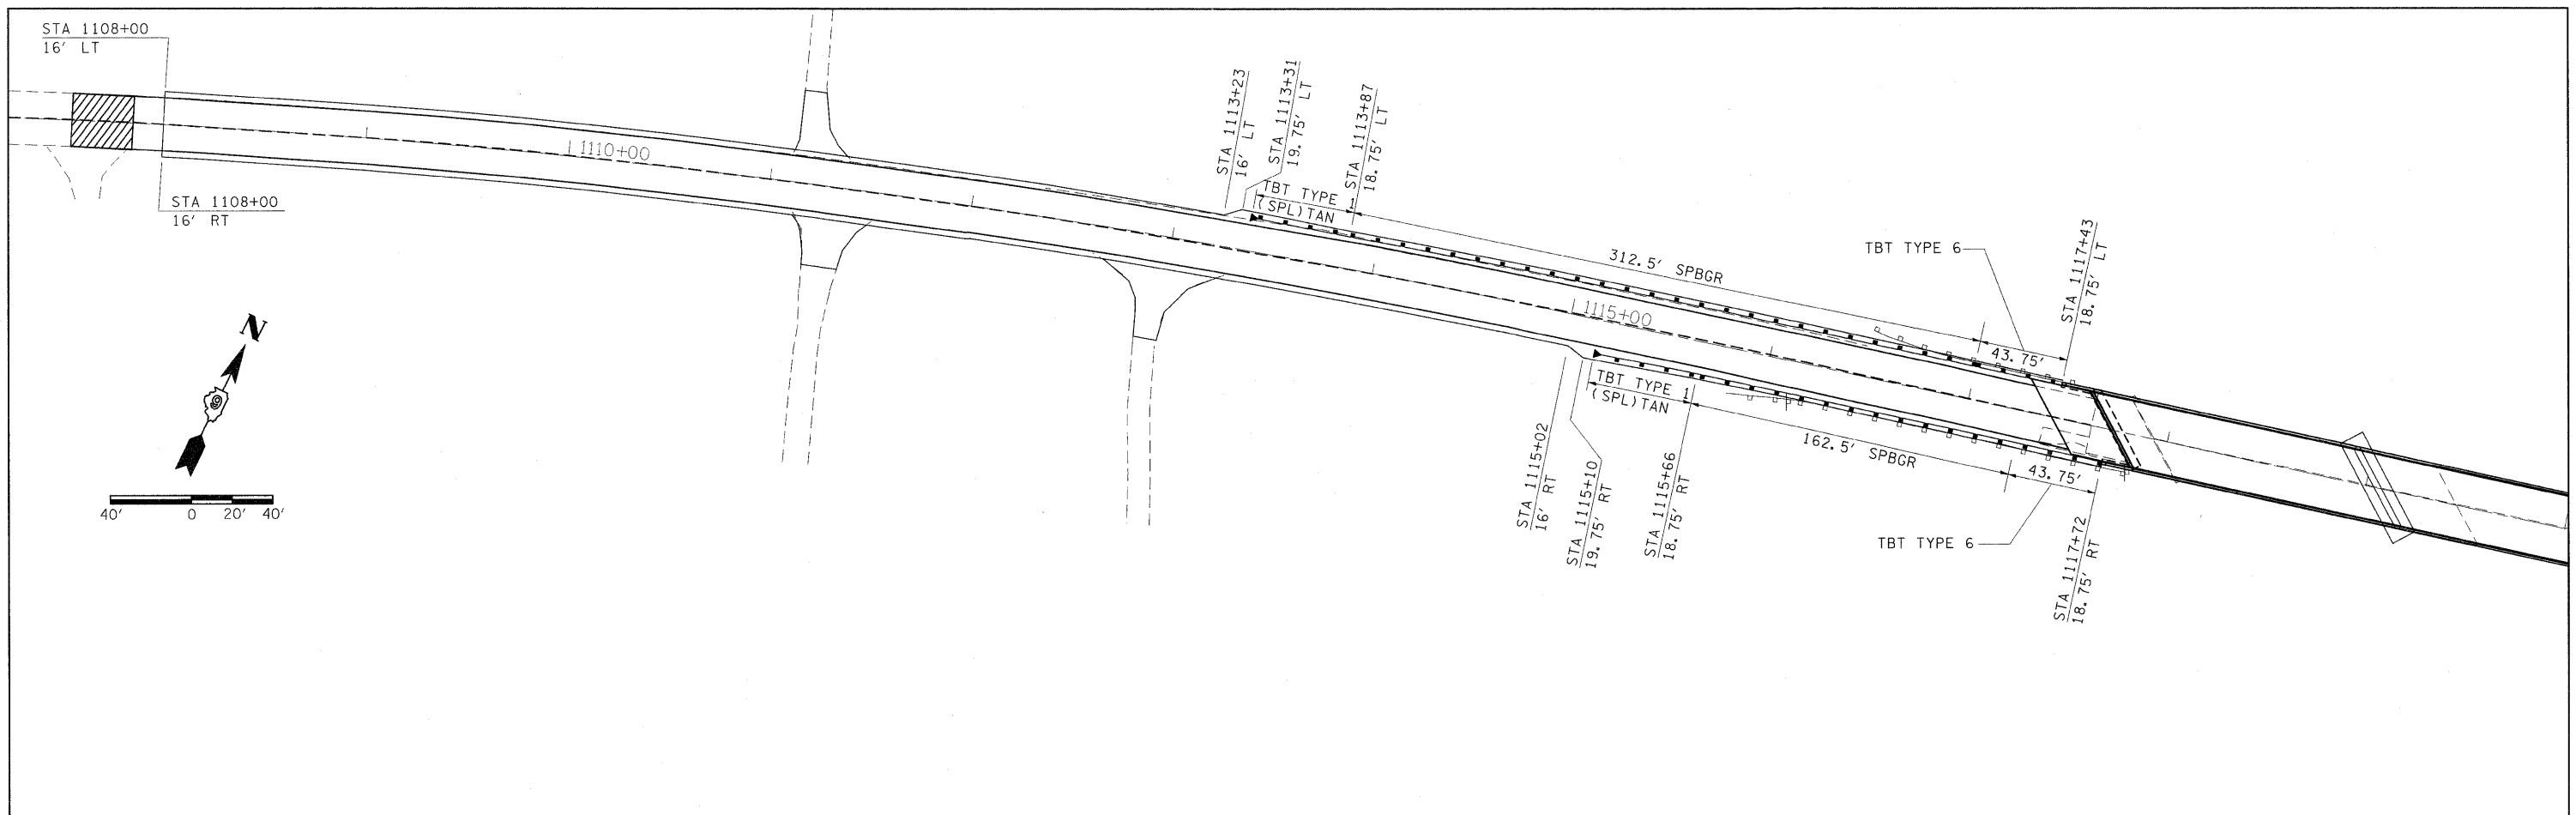 STA 1108+00
16' LT
STA 1108+00
16' RT
1110+00
STA 1113+23
16' LT
STA 1113+31
19.75' LT
STA 1113+87
18.75' LT
TBT TYPE 1
(SPL)TAN
312.5' SPBGR
TBT TYPE 6
43.75'
STA 1117+43
18.75' LT
1115+00
TBT TYPE 1
(SPL)TAN
162.5' SPBGR
43.75'
STA 1115+02
16' RT
STA 1115+10
19.75' RT
STA 1115+66
18.75' RT
TBT TYPE 6
STA 1117+72
18.75' RT
N
9
40' 0 20' 40'